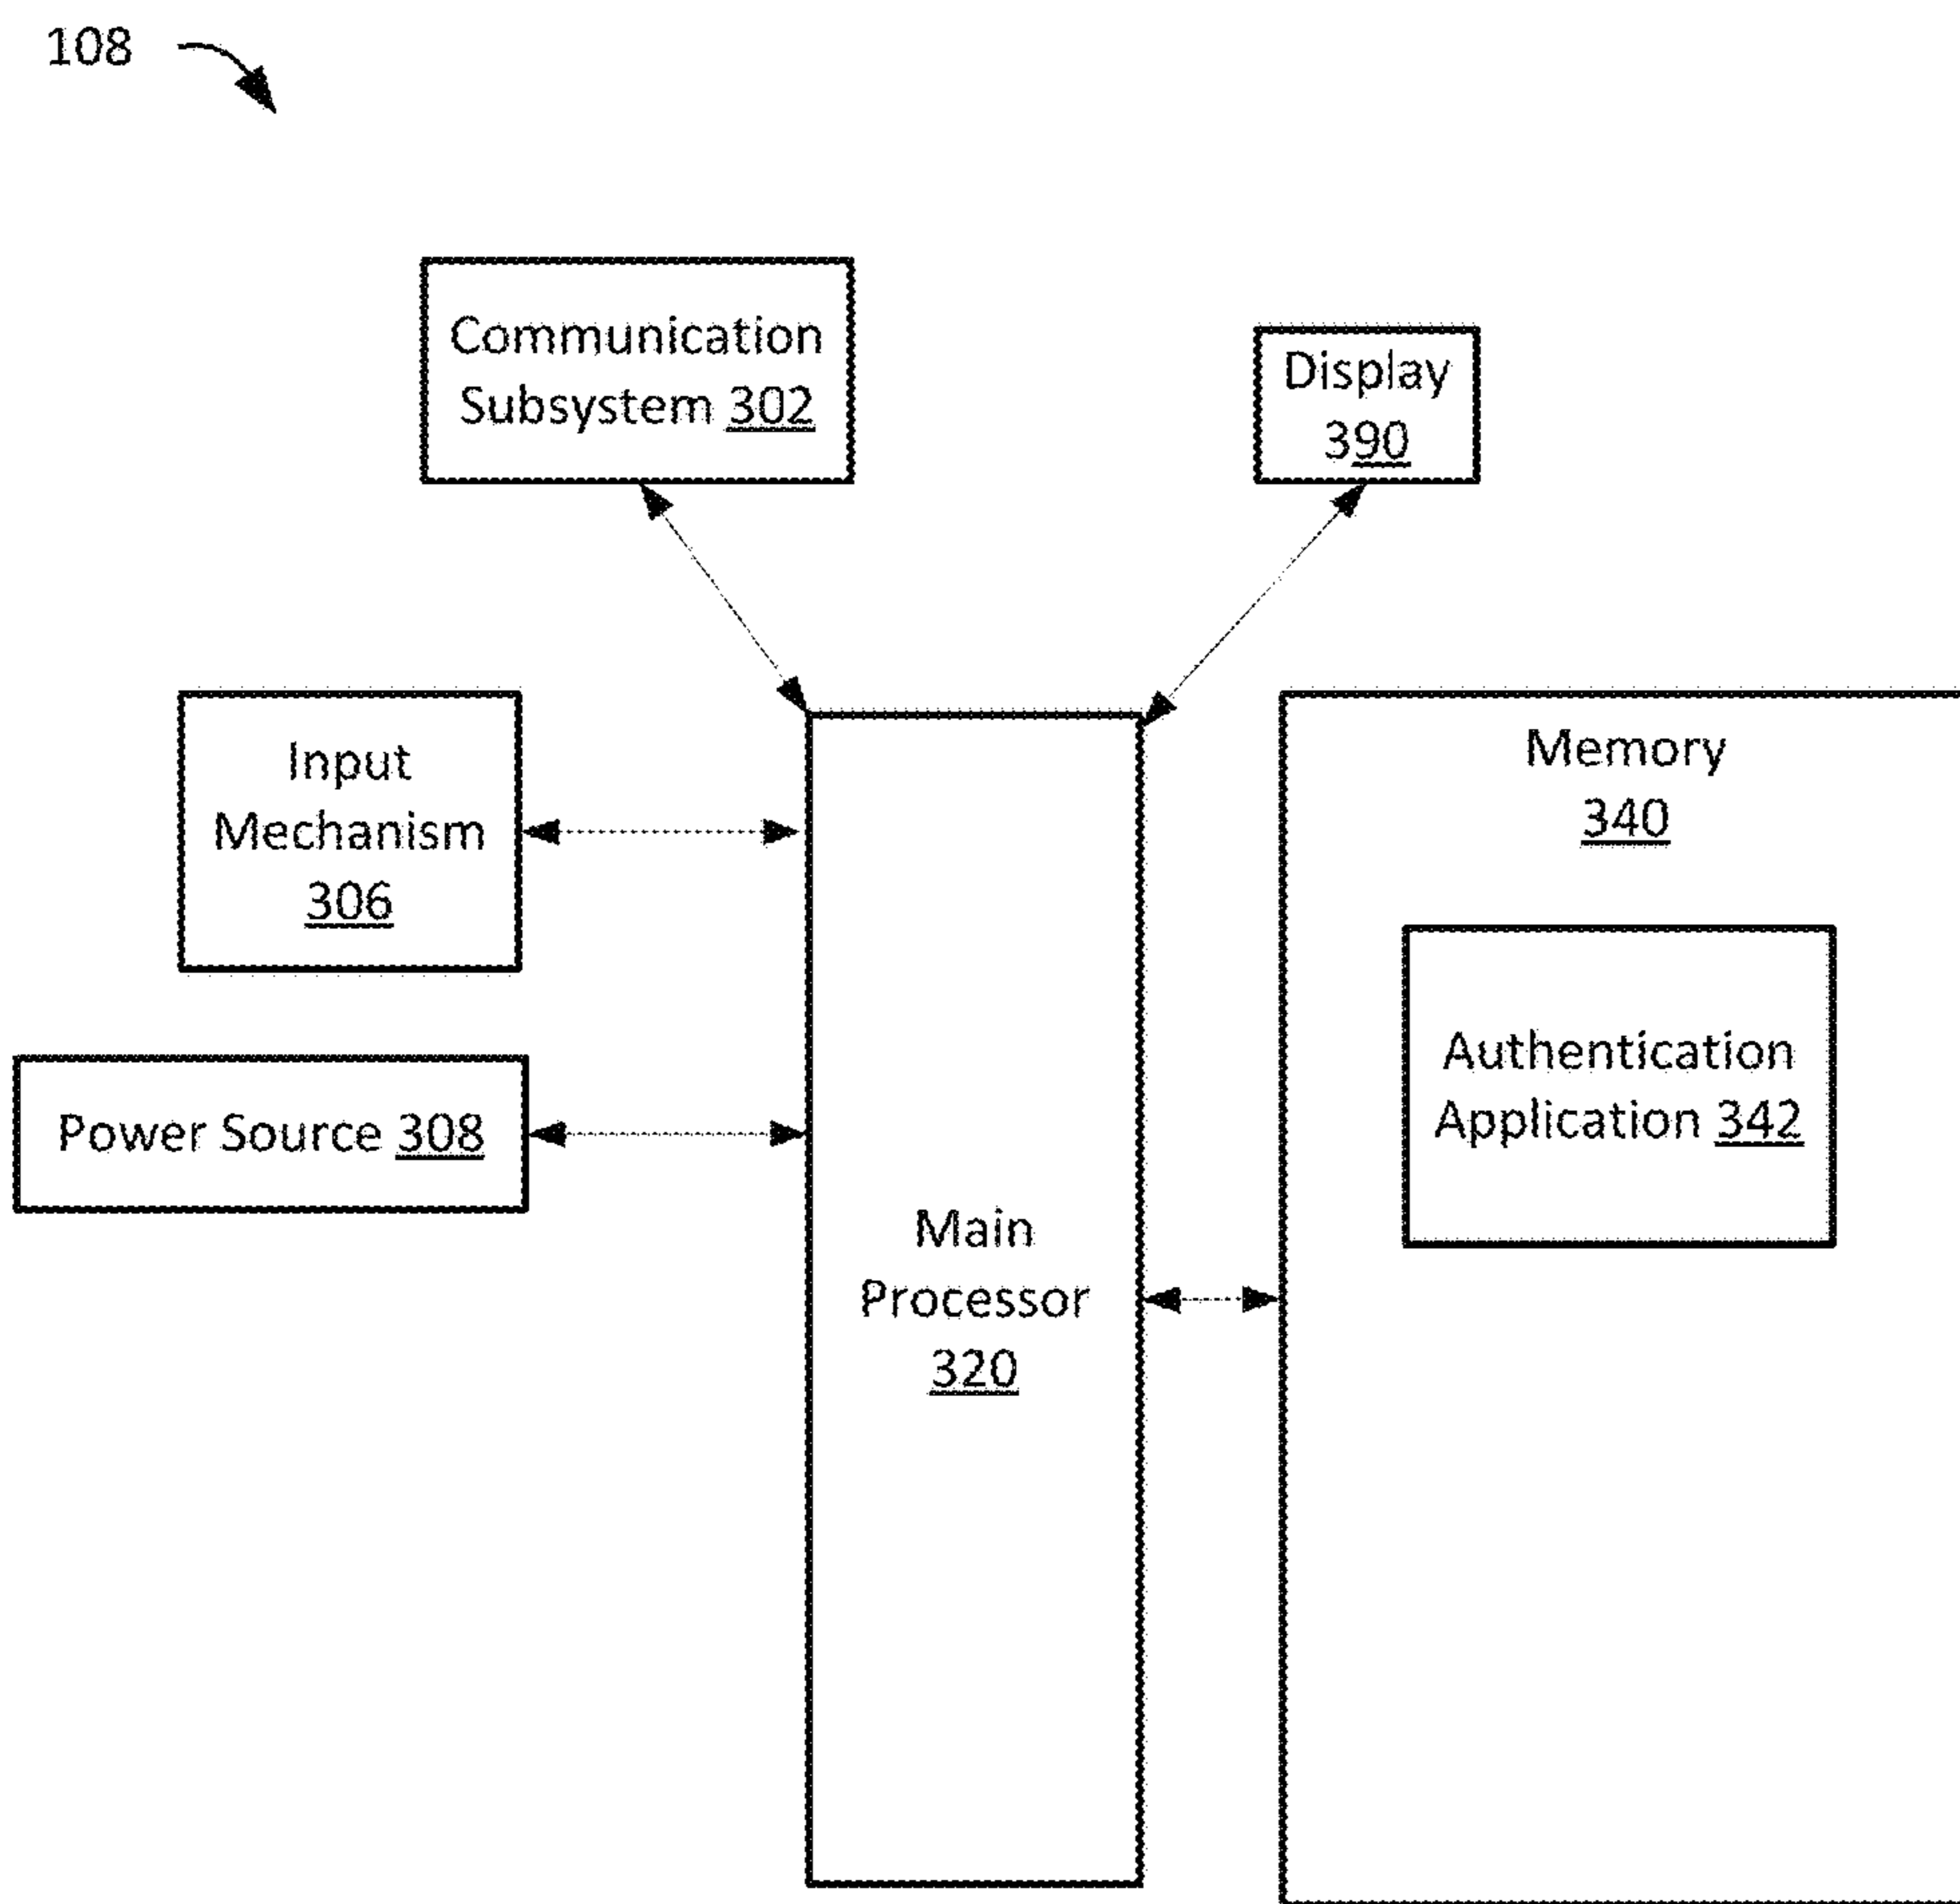 108
Communication
Subsystem 302
Display
390
Input
Mechanism
306
Memory
340
Authentication
Application 342
Power Source 308
Main
Processor
320